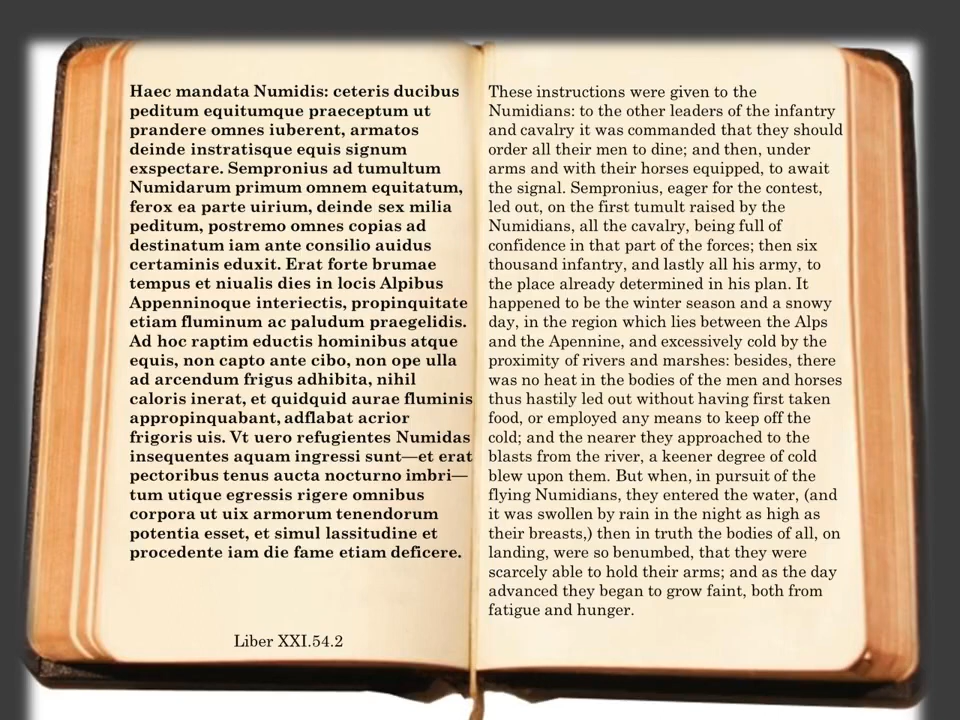 Haec mandata Numidis: ceteris ducibus
peditum equitumque praeceptum ut
prandere omnes iuberent, armatos
deinde instratisque equis signum
exspectare. Sempronius ad tumultum
Numidarum primum omnem equitatum,
ferox ea parte uirium, deinde sex milia
peditum, postremo omnes copias ad
destinatum iam ante consilio auidus
certaminis eduxit. Erat forte brumae
tempus et niualis dies in locis Alpibus
Appenninoque interiectis, propinquitate
etiam fluminum ac paludum praegelidis.
Ad hoc raptim eductis hominibus atque
equis, non capto ante cibo, non ope ulla
ad arcendum frigus adhibita, nihil
caloris inerat, et quidquid aurae fluminis
appropinquabant, adflabat acrior
frigoris uis. Vt uero refugientes Numidas
insequentes aquam ingressi sunt—et erat
pectoribus tenus aucta nocturno imbri—
tum utique egressis rigere omnibus
corpora ut uix armorum tenendorum
potentia esset, et simul lassitudine et
procedente iam die fame etiam deficere.
Liber XXI.54.2
These instructions were given to the
Numidians: to the other leaders of the infantry
and cavalry it was commanded that they should
order all their men to dine; and then, under
arms and with their horses equipped, to await
the signal. Sempronius, eager for the contest,
led out, on the first tumult raised by the
Numidians, all the cavalry, being full of
confidence in that part of the forces; then six
thousand infantry, and lastly all his army, to
the place already determined in his plan. It
happened to be the winter season and a snowy
day, in the region which lies between the Alps
and the Apennine, and excessively cold by the
proximity of rivers and marshes: besides, there
was no heat in the bodies of the men and horses
thus hastily led out without having first taken
food, or employed any means to keep off the
cold; and the nearer they approached to the
blasts from the river, a keener degree of cold
blew upon them. But when, in pursuit of the
flying Numidians, they entered the water, (and
it was swollen by rain in the night as high as
their breasts,) then in truth the bodies of all, on
landing, were so benumbed, that they were
scarcely able to hold their arms; and as the day
advanced they began to grow faint, both from
fatigue and hunger.